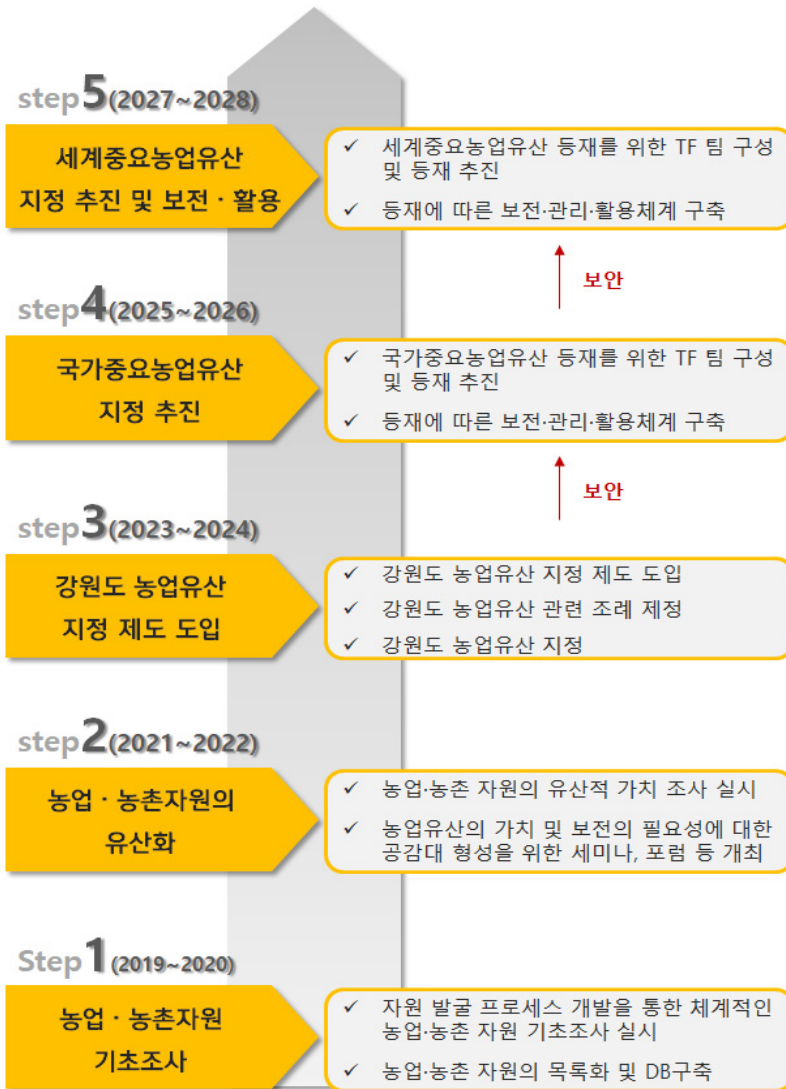 step5(2027~2028)
세계중요농업유산
지정 추진 및 보전 · 활용
✓ 세계중요농업유산 등재를 위한 TF 팀 구성
및 등재 추진
✓ 등재에 따른 보전·관리·활용체계 구축
보안
step4(2025~2026)
국가중요농업유산
지정 추진
✓ 국가중요농업유산 등재를 위한 TF 팀 구성
및 등재 추진
✓ 등재에 따른 보전·관리·활용체계 구축
보안
step3(2023~2024)
강원도 농업유산
지정 제도 도입
✓ 강원도 농업유산 지정 제도 도입
✓ 강원도 농업유산 관련 조례 제정
✓ 강원도 농업유산 지정
step2(2021~2022)
농업 · 농촌자원의
유산화
✓ 농업·농촌 자원의 유산적 가치 조사 실시
✓ 농업유산의 가치 및 보전의 필요성에 대한
공감대 형성을 위한 세미나, 포럼 등 개최
Step1(2019~2020)
농업 · 농촌자원
기초조사
✓ 자원 발굴 프로세스 개발을 통한 체계적인
농업·농촌 자원 기초조사 실시
✓ 농업·농촌 자원의 목록화 및 DB구축